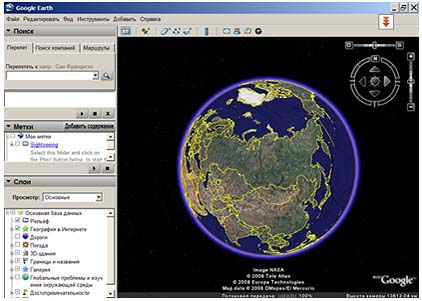 Google Earth
Файл Редактировать Вид Инструменты Добавить Справка
Поиск
Перелет Поиск компаний Маршруты
Перелететь к напр., Сан-Франциско
Метки Добавить содержание
Мои метки
Sightseeing
Select this folder and click on
the 'Play' button below, to start
Слои
Просмотр: Основные
Основная база данных
Рельеф
География в Интернете
Дороги
Погода
3D-здания
Границы и названия
Галерея
Глобальные проблемы и изуч
ение окружающей среды
Достопримечательности
N
Image NASA
© 2008 Tele Atlas
© 2008 Europa Technologies
Map data © 2008 DMapas/El Mercurio
Google
Потоковая передача 100%
Высота камеры 13613.04 км